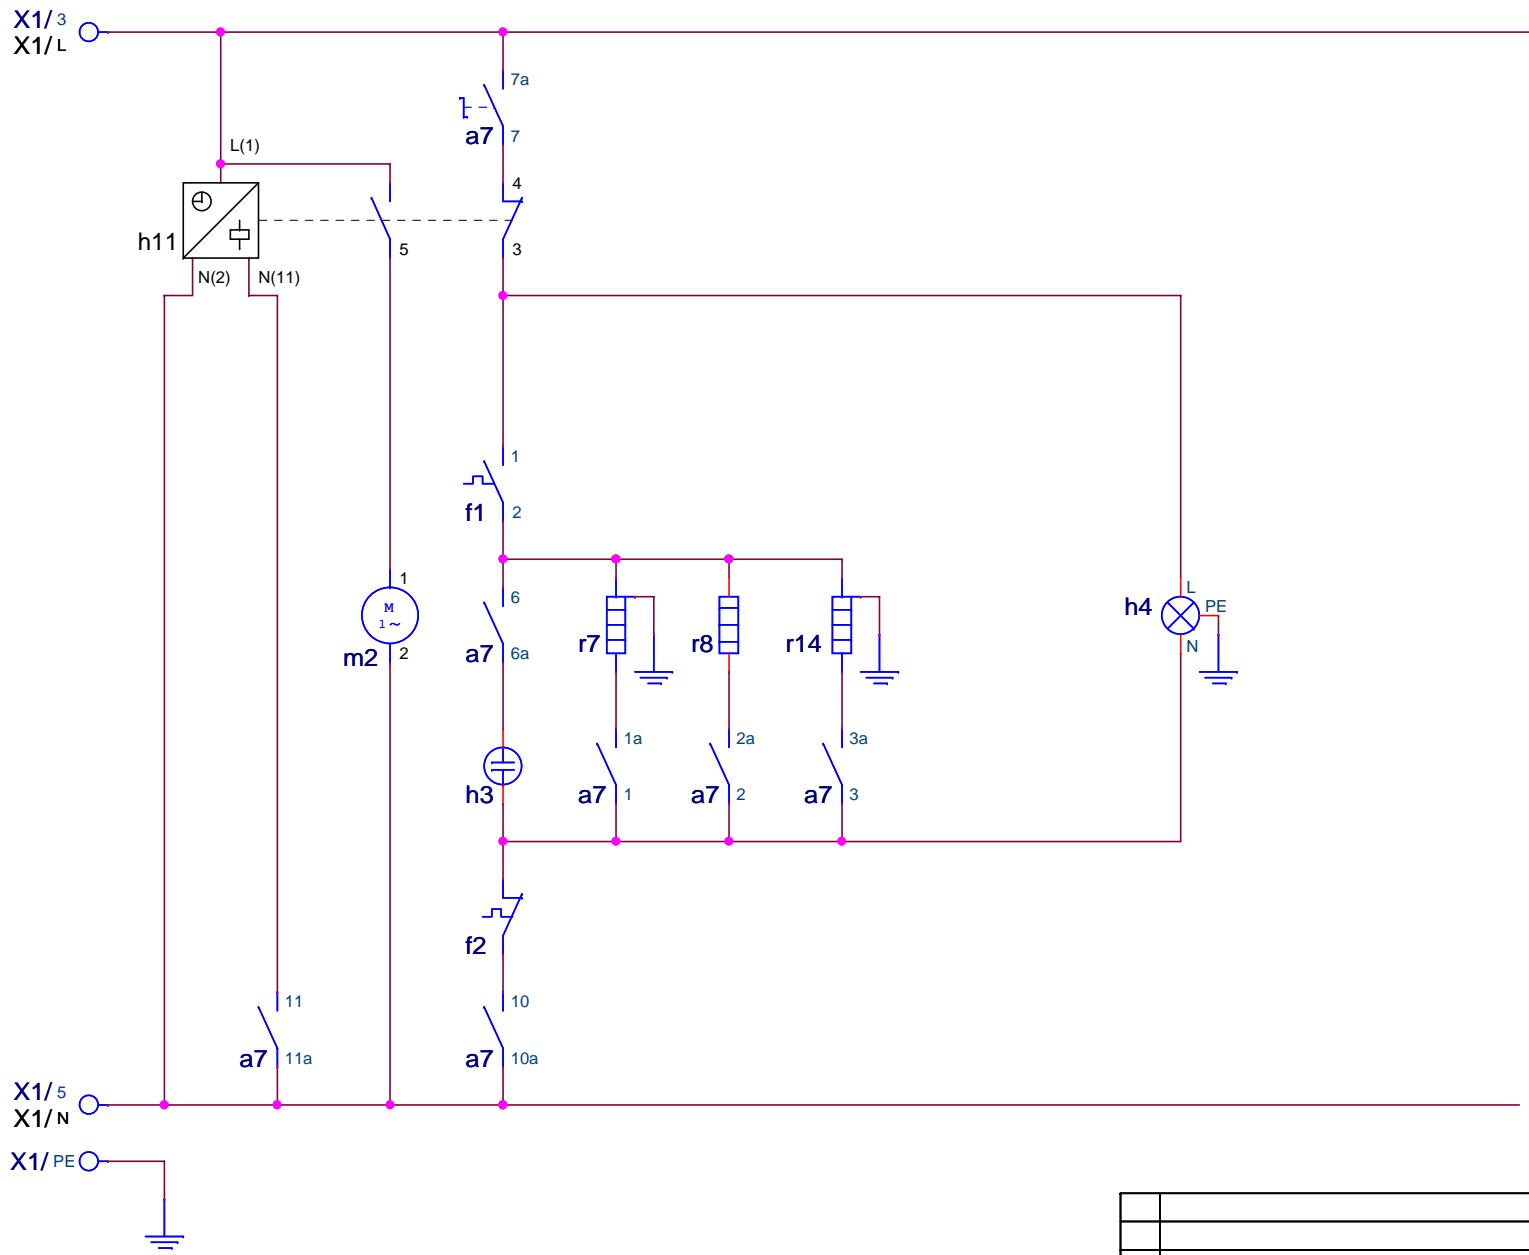 X1/ 3
X1/ L
7a
a7 7
L(1)
4
h11
5
3
N(2) N(11)
1
f1 2
1
M
1~
m2 2
6
a7 6a
r7
r8
r14
h4
L
PE
N
h3
1a
a7 1
2a
a7 2
3a
a7 3
f2
11
a7 11a
10
a7 10a
X1/ 5
X1/ N
X1/ PE